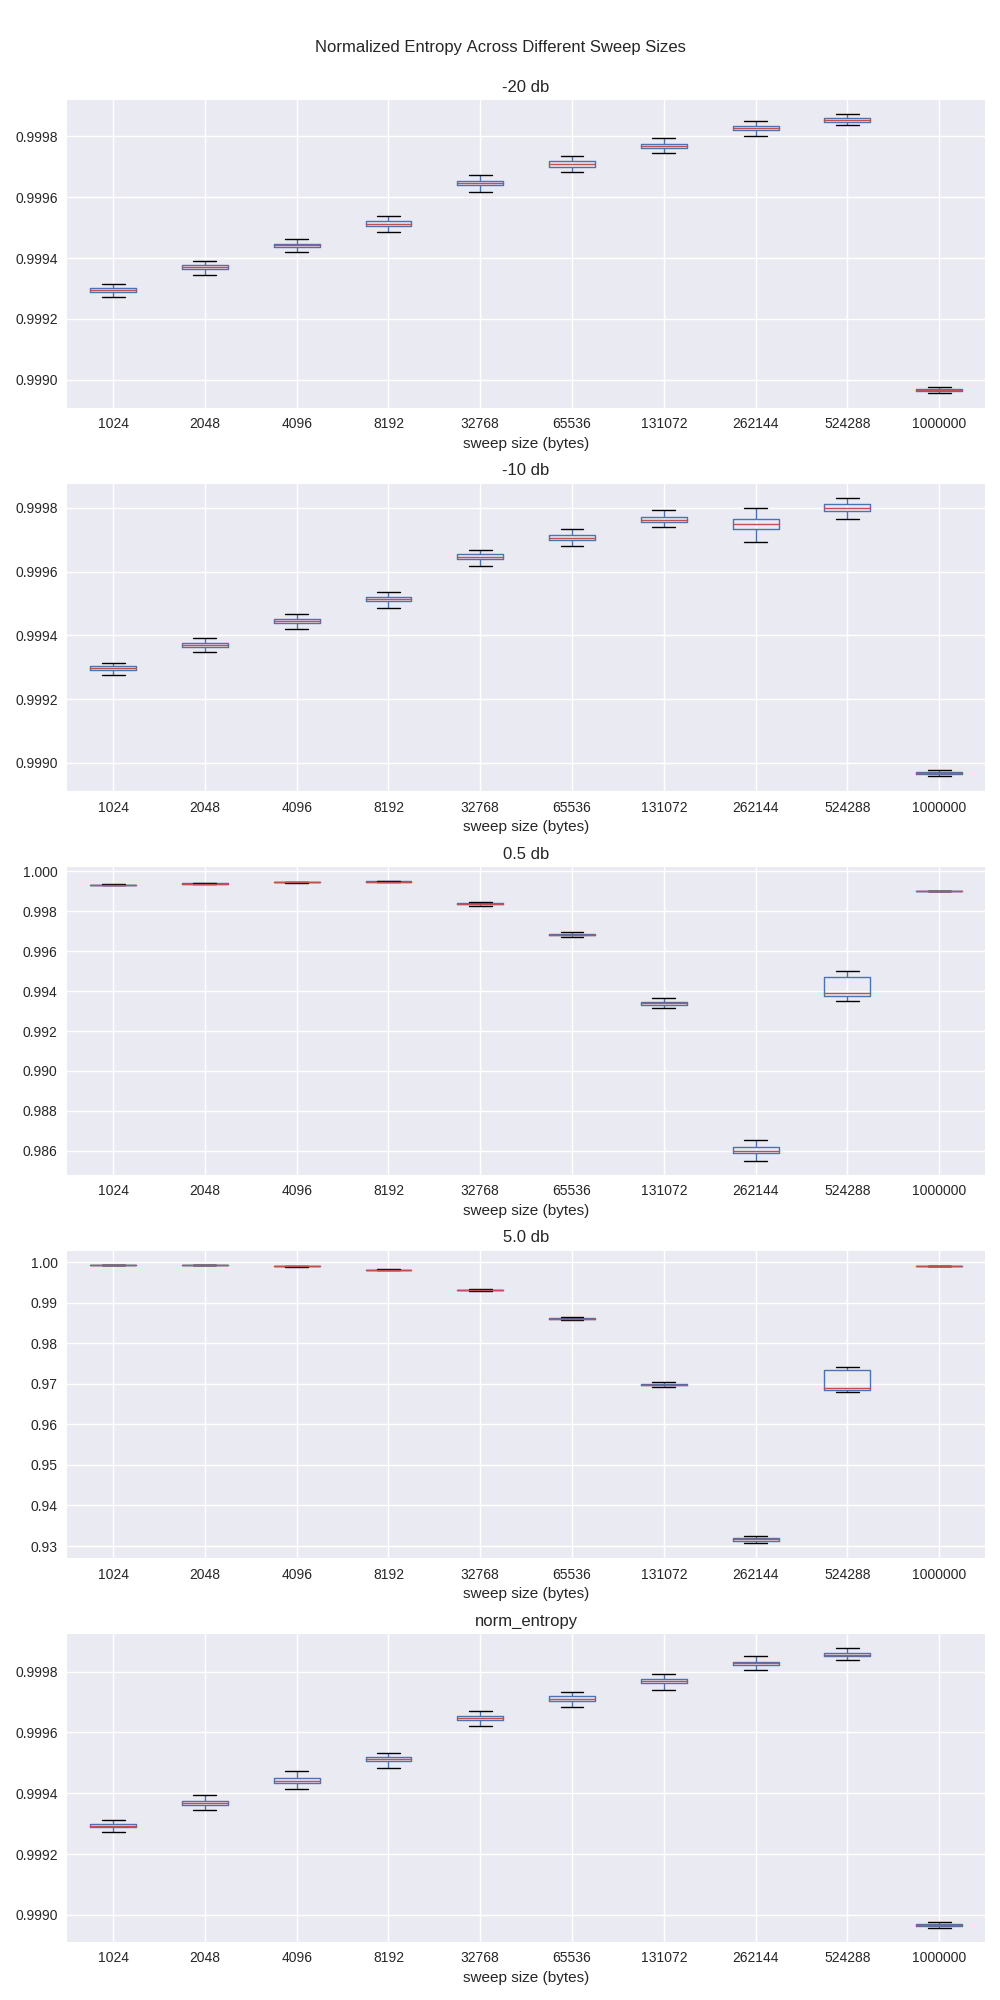 Normalized Entropy Across Different Sweep Sizes
-20 db
0.9998
0.9996
0.9994
0.9992
0.9990
1024 2048 4096 8192 32768 65536 131072 262144 524288 1000000
sweep size (bytes)
-10 db
0.9998
0.9996
0.9994
0.9992
0.9990
1024 2048 4096 8192 32768 65536 131072 262144 524288 1000000
sweep size (bytes)
0.5 db
1.000
0.998
0.996
0.994
0.992
0.990
0.988
0.986
1024 2048 4096 8192 32768 65536 131072 262144 524288 1000000
sweep size (bytes)
5.0 db
1.00
0.99
0.98
0.97
0.96
0.95
0.94
0.93
1024 2048 4096 8192 32768 65536 131072 262144 524288 1000000
sweep size (bytes)
norm_entropy
0.9998
0.9996
0.9994
0.9992
0.9990
1024 2048 4096 8192 32768 65536 131072 262144 524288 1000000
sweep size (bytes)